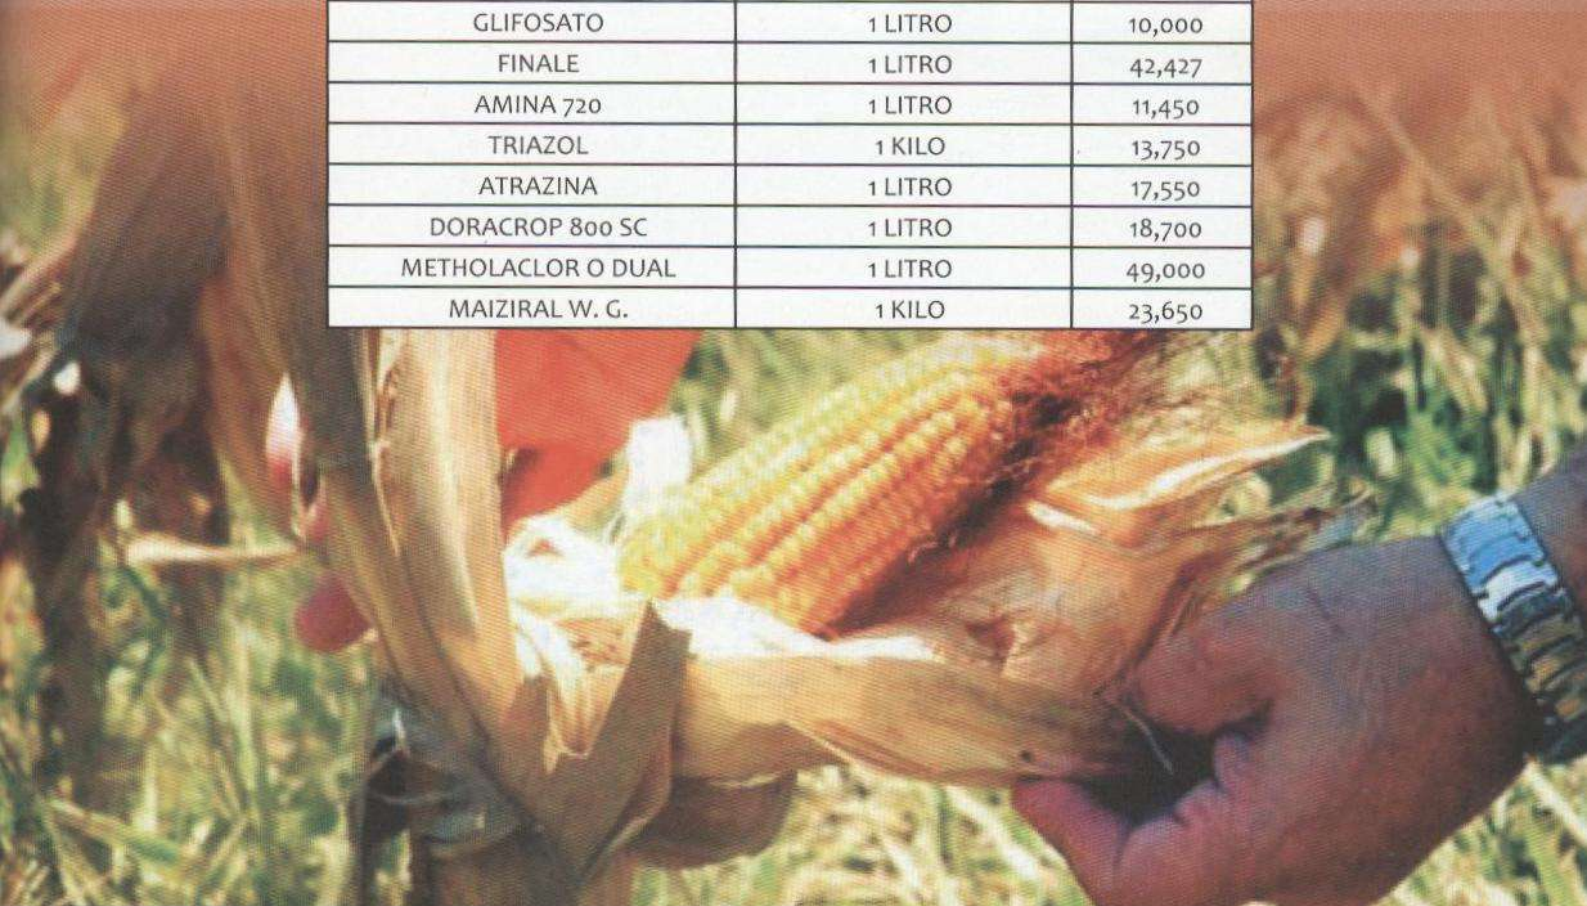 GLIFOSATO 1 LITRO 10,000
FINALE 1 LITRO 42,427
AMINA 720 1 LITRO 11,450
TRIAZOL 1 KILO 13,750
ATRAZINA 1 LITRO 17,550
DORACROP 800 SC 1 LITRO 18,700
METHOLACLOR O DUAL 1 LITRO 49,000
MAIZIRAL W. G. 1 KILO 23,650